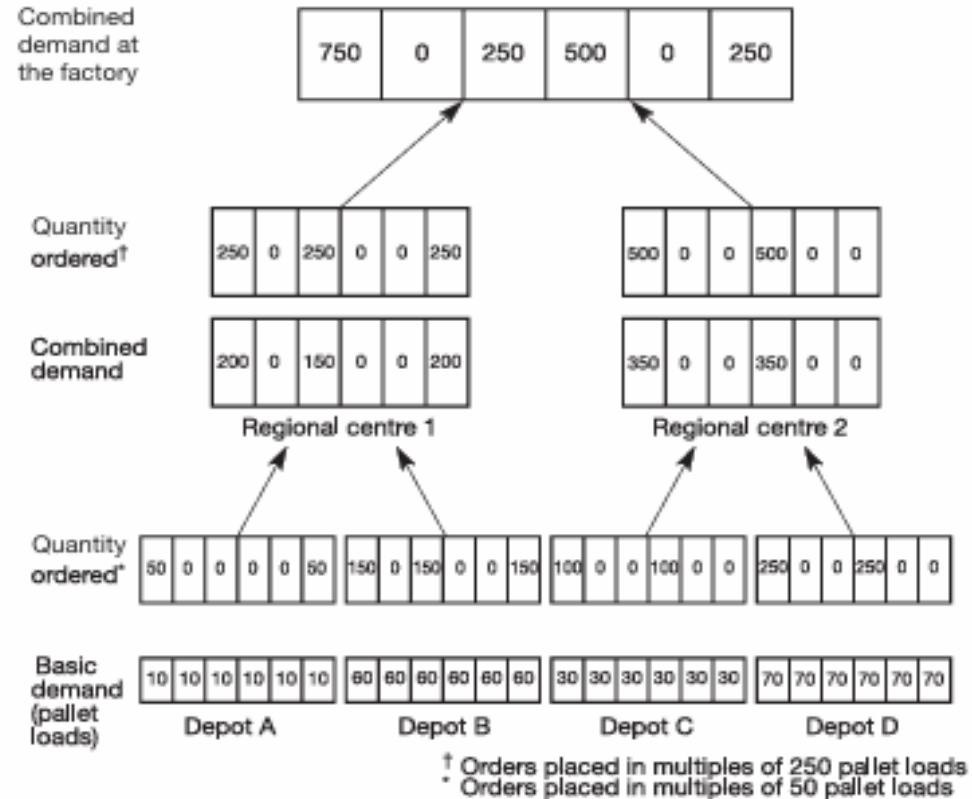 Combined
demand at
the factory
750 0 250 500 0 250
Quantity
ordered†
250 0 250 0 0 250
500 0 0 500 0 0
Combined
demand
200 0 150 0 0 200
350 0 0 350 0 0
Regional centre 1
Regional centre 2
Quantity
ordered*
50 0 0 0 0 50
150 0 150 0 0 150
100 0 0 100 0 0
250 0 0 250 0 0
Basic
demand
(pallet
loads)
10 10 10 10 10 10
60 60 60 60 60 60
30 30 30 30 30 30
70 70 70 70 70 70
Depot A
Depot B
Depot C
Depot D
† Orders placed in multiples of 250 pallet loads
* Orders placed in multiples of 50 pallet loads